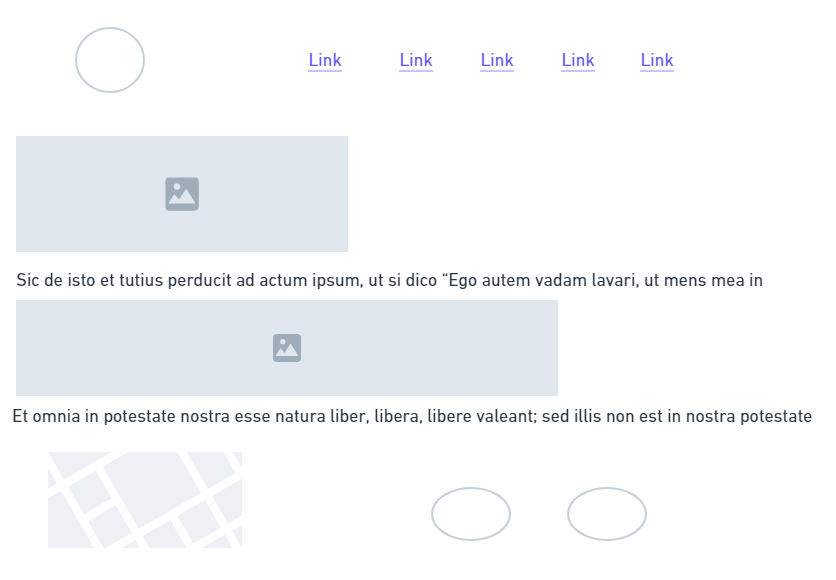 Link Link Link Link Link
Sic de isto et tutius perducit ad actum ipsum, ut si dico “Ego autem vadam lavari, ut mens mea in
Et omnia in potestate nostra esse natura liber, libera, libere valeant; sed illis non est in nostra potestate